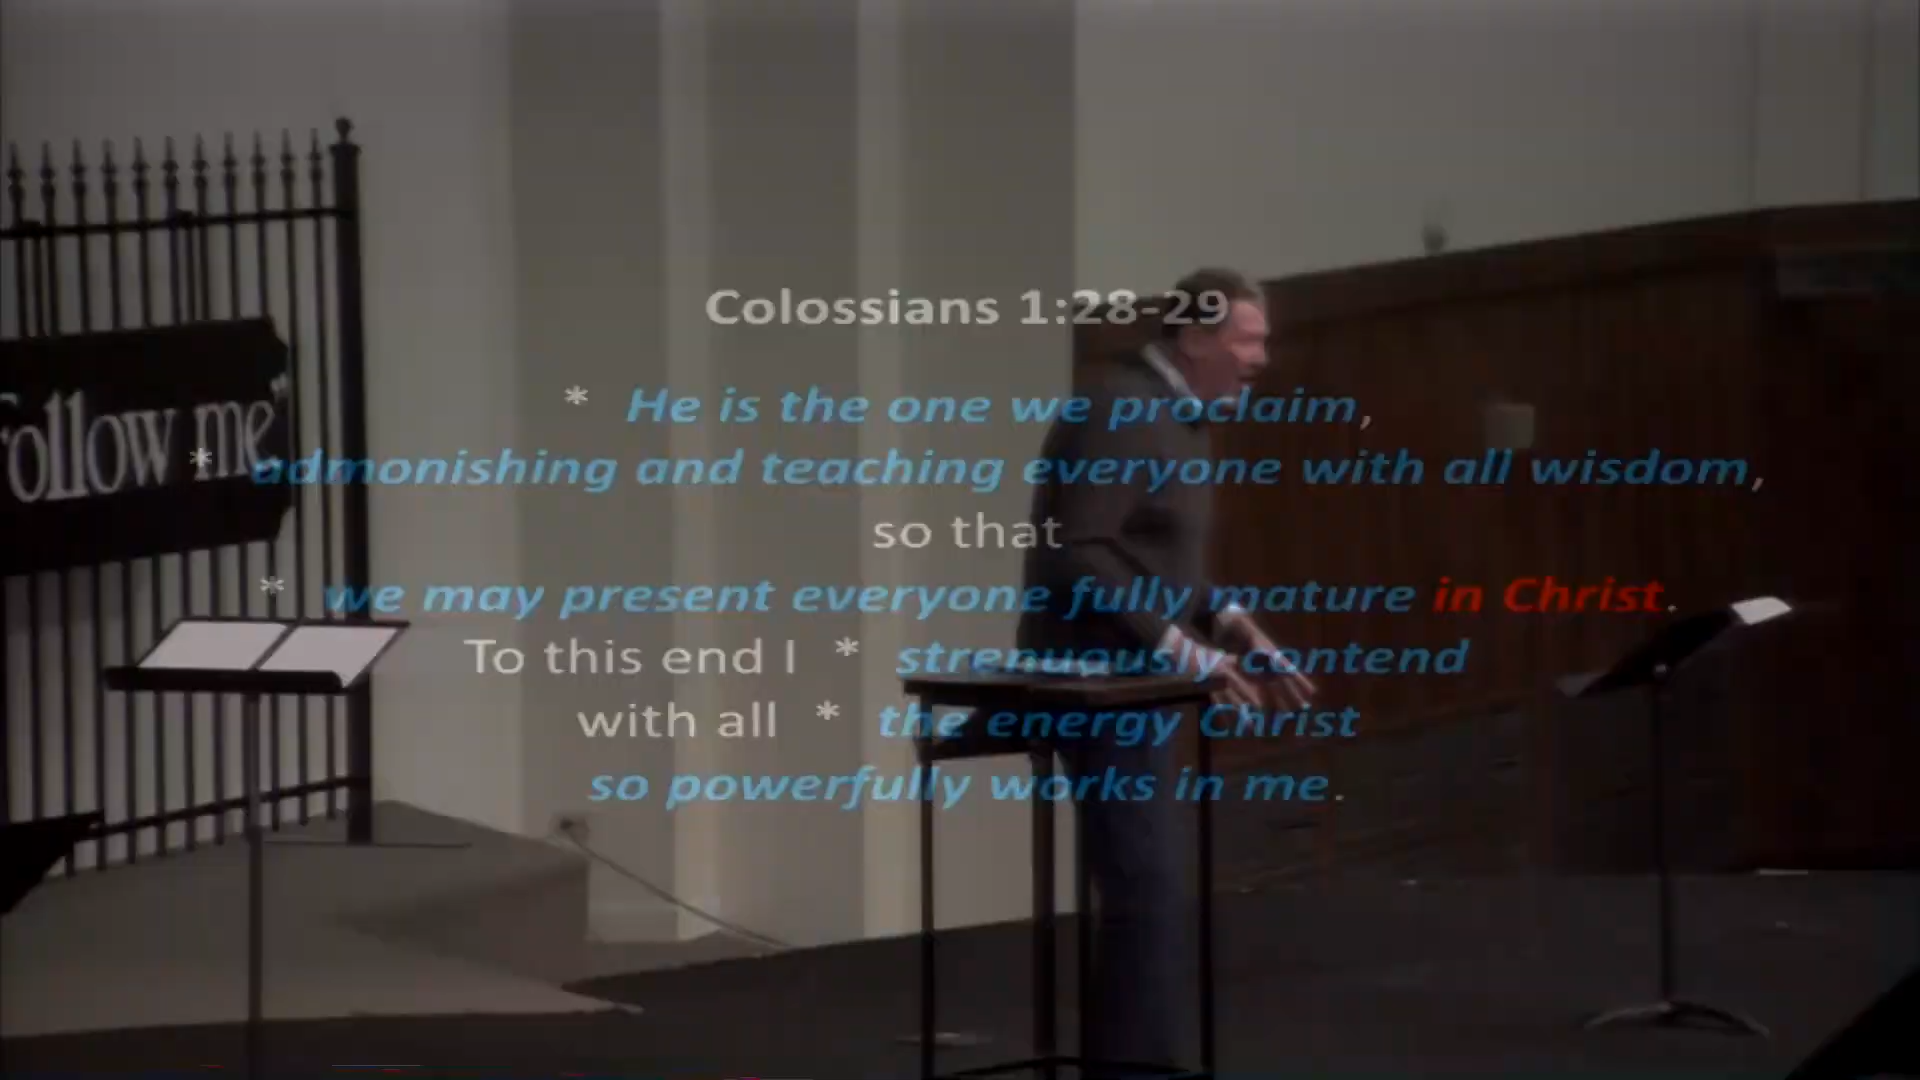 Colossians 1:28-29
* He is the one we proclaim,
* admonishing and teaching everyone with all wisdom,
so that
* we may present everyone fully mature in Christ.
To this end I * strenuously contend
with all * the energy Christ
so powerfully works in me.
follow me"